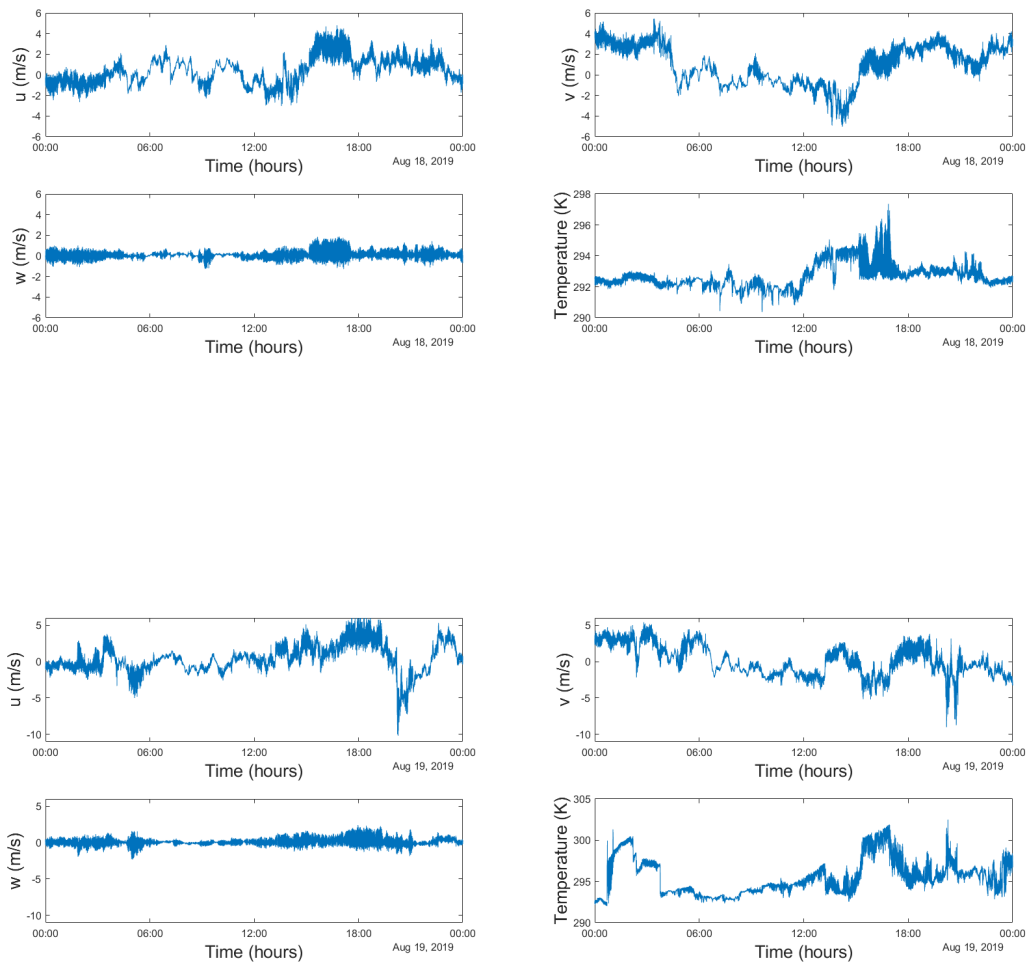 u (m/s)
6
4
2
0
-2
-4
-6
00:00 06:00 12:00 18:00 00:00
Time (hours)
Aug 18, 2019
v (m/s)
6
4
2
0
-2
-4
-6
00:00 06:00 12:00 18:00 00:00
Time (hours)
Aug 18, 2019
w (m/s)
6
4
2
0
-2
-4
-6
00:00 06:00 12:00 18:00 00:00
Time (hours)
Aug 18, 2019
Temperature (K)
298
296
294
292
290
00:00 06:00 12:00 18:00 00:00
Time (hours)
Aug 18, 2019
u (m/s)
5
0
-5
-10
00:00 06:00 12:00 18:00 00:00
Time (hours)
Aug 19, 2019
v (m/s)
5
0
-5
-10
00:00 06:00 12:00 18:00 00:00
Time (hours)
Aug 19, 2019
w (m/s)
5
0
-5
-10
00:00 06:00 12:00 18:00 00:00
Time (hours)
Aug 19, 2019
Temperature (K)
305
300
295
290
00:00 06:00 12:00 18:00 00:00
Time (hours)
Aug 19, 2019